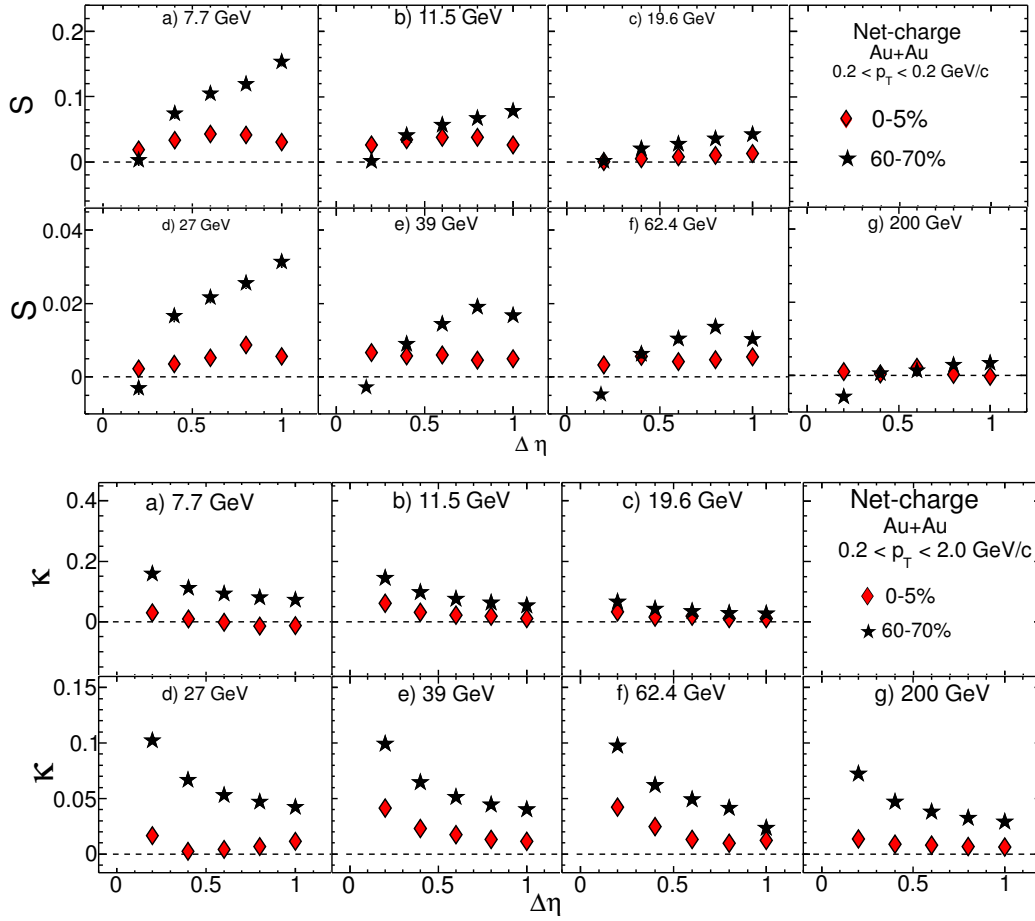 a) 7.7 GeV
b) 11.5 GeV
c) 19.6 GeV
Net-charge
Au+Au
0.2 < p_T < 0.2 GeV/c
0-5%
60-70%
S
0.2
0.1
0
d) 27 GeV
e) 39 GeV
f) 62.4 GeV
g) 200 GeV
S
0.04
0.02
0
0 0.5 1 0 0.5 1 0 0.5 1 0 0.5 1
Δ η
a) 7.7 GeV
b) 11.5 GeV
c) 19.6 GeV
Net-charge
Au+Au
0.2 < p_T < 2.0 GeV/c
0-5%
60-70%
κ
0.4
0.2
0
d) 27 GeV
e) 39 GeV
f) 62.4 GeV
g) 200 GeV
κ
0.15
0.1
0.05
0
0 0.5 1 0 0.5 1 0 0.5 1 0 0.5 1
Δη